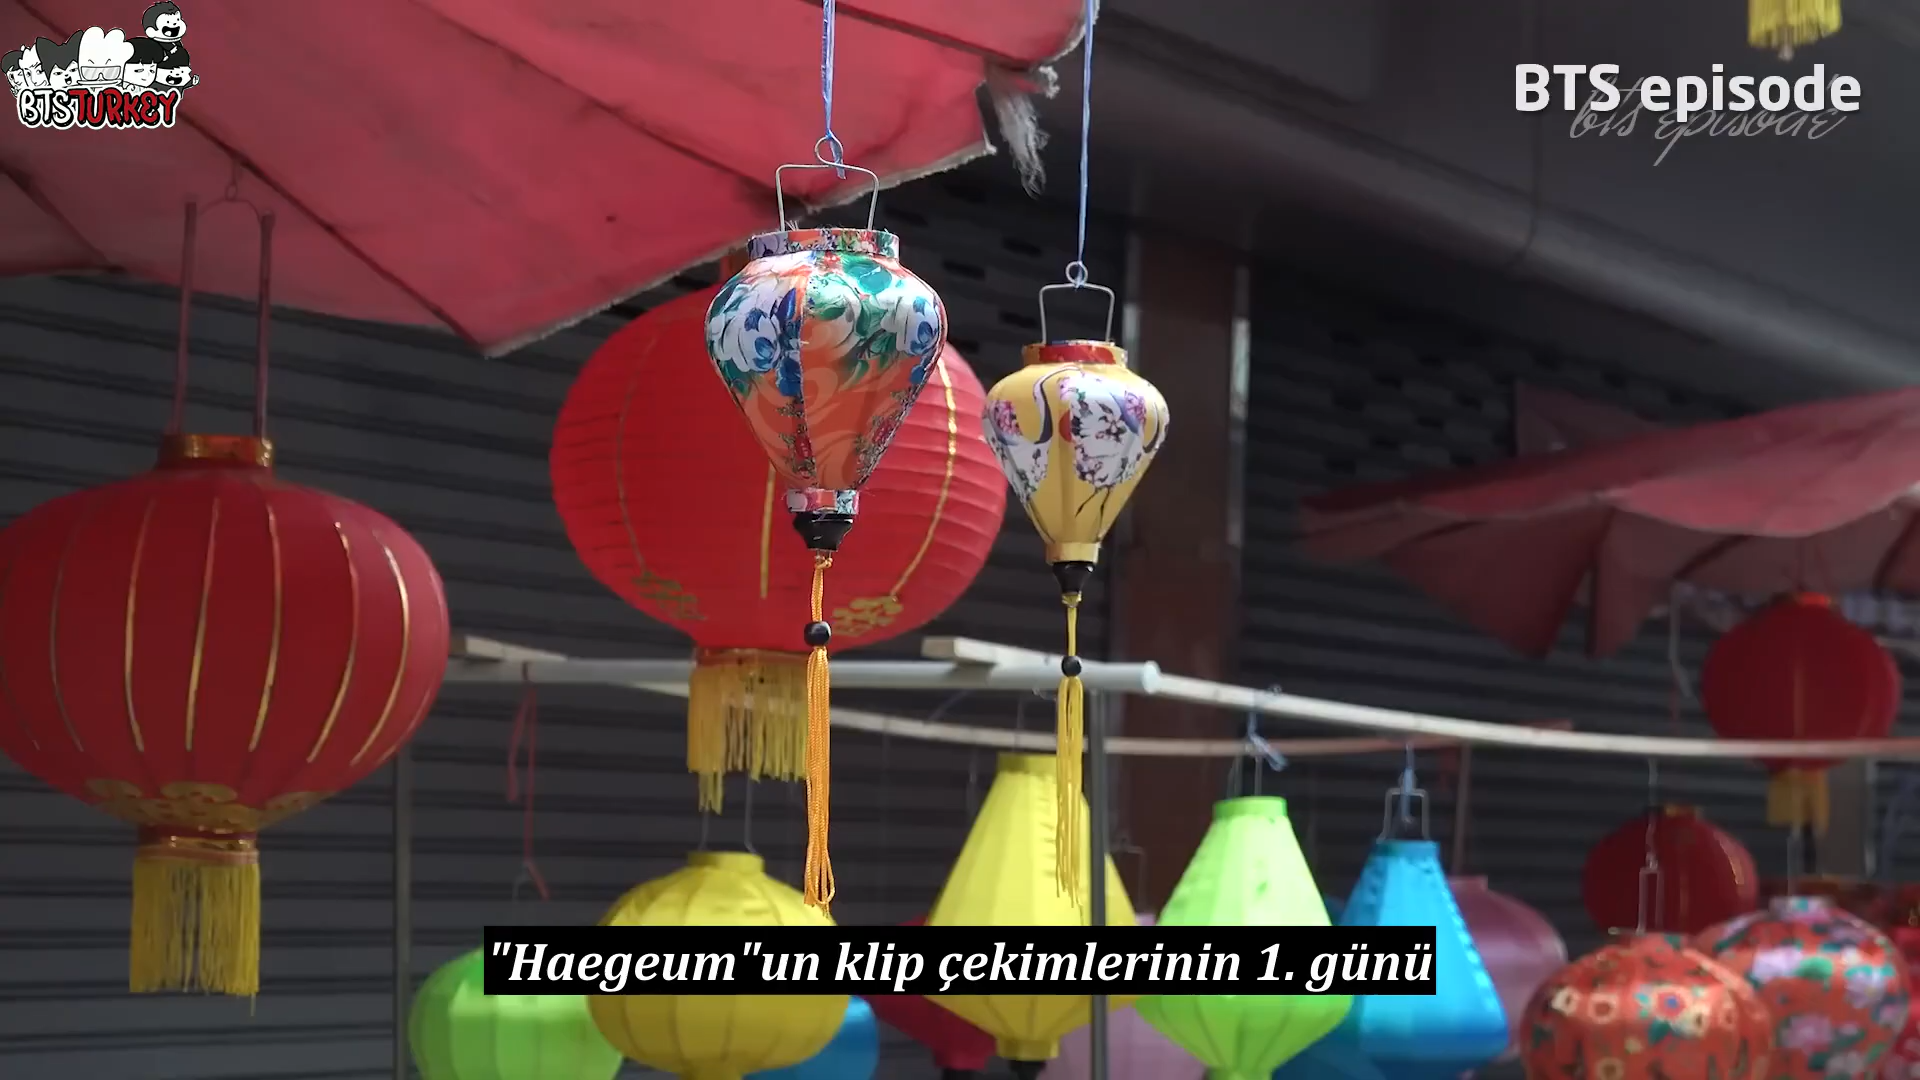 BTSTURKEY
BTS episode
bts episode
"Haegeum"un klip çekimlerinin 1. günü